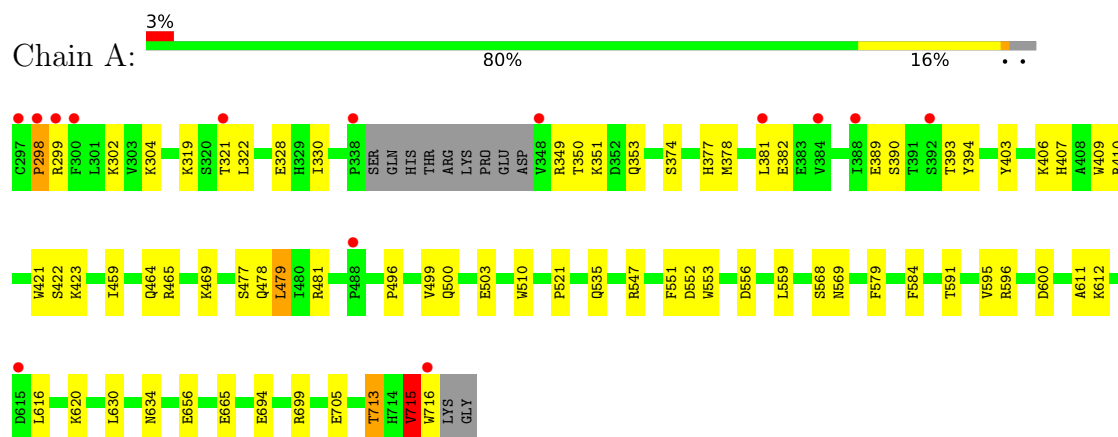 3%
Chain A:
80% 16% • •
C297 P298 R299 F300 L301 K302 V303 K304 K319 S320 T321 L322 E328 H329 I330 P338 SER GLN HIS THR ARG LYS PRO GLU ASP V348 R349 T350 K351 D352 Q353 S374 H377 M378 L381 E382 E383 V384 I388 E389 S390 T391 S392 T393 Y394 Y403 K406 H407 A408 W409 R410
W421 S422 K423 I459 Q464 R465 K469 S477 Q478 L479 I480 R481 P488 P496 V499 Q500 E503 W510 P521 Q535 R547 F551 D552 W553 D556 L559 S568 N569 F579 F584 T591 V595 R596 D600 A611 K612
D615 L616 K620 L630 N634 E656 E665 E694 R699 E705 T713 H714 V715 W716 LYS GLY